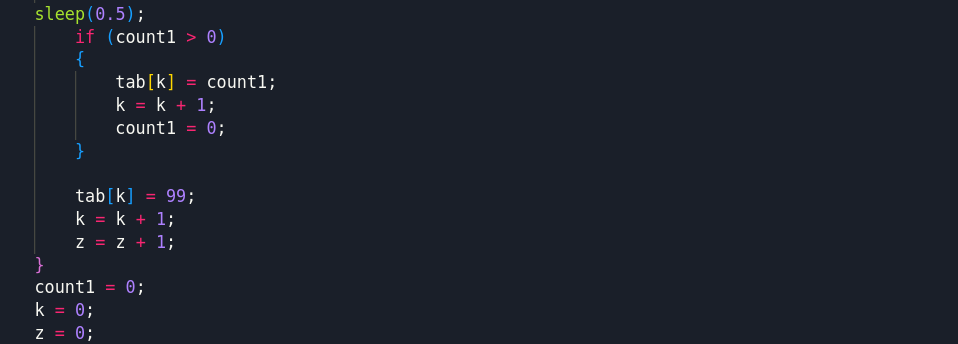 sleep(0.5);
if (count1 > 0)
{
tab[k] = count1;
k = k + 1;
count1 = 0;
}
tab[k] = 99;
k = k + 1;
z = z + 1;
}
count1 = 0;
k = 0;
z = 0;